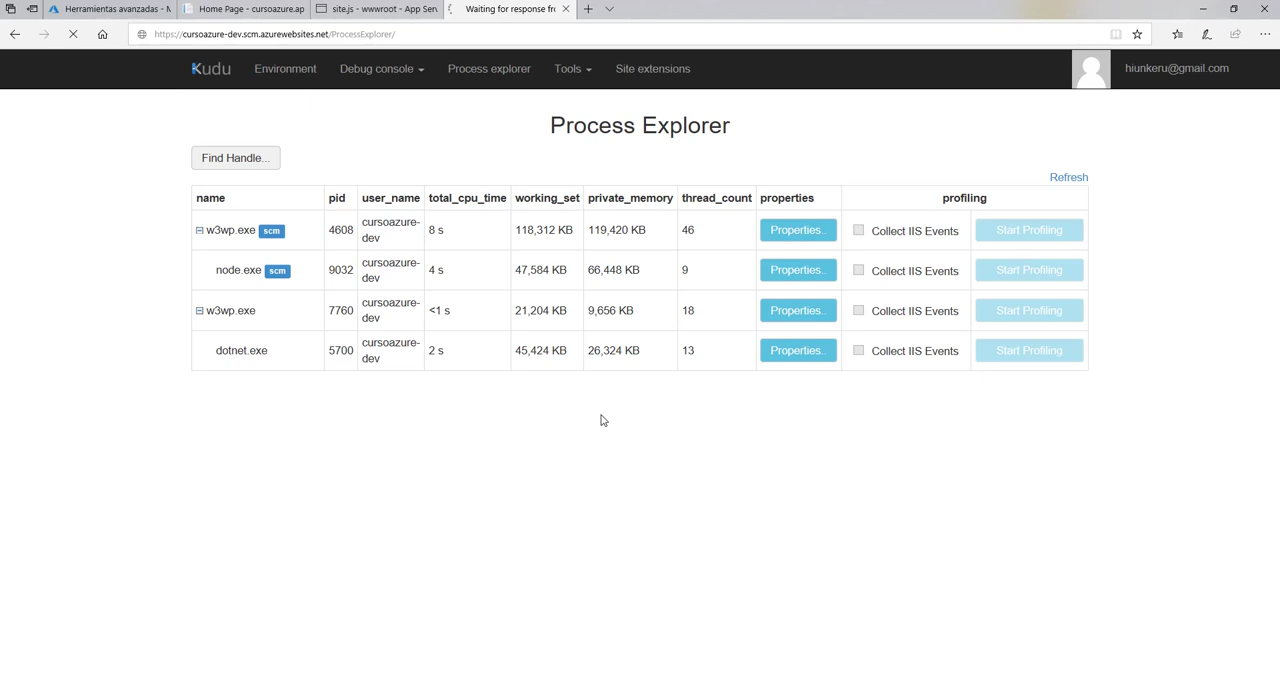 Herramientas avanzadas - M
Home Page - cursoazure.ap
site.js - wwwroot - App Serv
Waiting for response fro
https://cursoazure-dev.scm.azurewebsites.net/ProcessExplorer/
Kudu Environment Debug console Process explorer Tools Site extensions hiunkeru@gmail.com
Process Explorer
Find Handle...
Refresh
name pid user_name total_cpu_time working_set private_memory thread_count properties profiling
w3wp.exe scm 4608 cursoazure-dev 8 s 118,312 KB 119,420 KB 46 Properties.. Collect IIS Events Start Profiling
node.exe scm 9032 cursoazure-dev 4 s 47,584 KB 66,448 KB 9 Properties.. Collect IIS Events Start Profiling
w3wp.exe 7760 cursoazure-dev <1 s 21,204 KB 9,656 KB 18 Properties.. Collect IIS Events Start Profiling
dotnet.exe 5700 cursoazure-dev 2 s 45,424 KB 26,324 KB 13 Properties.. Collect IIS Events Start Profiling